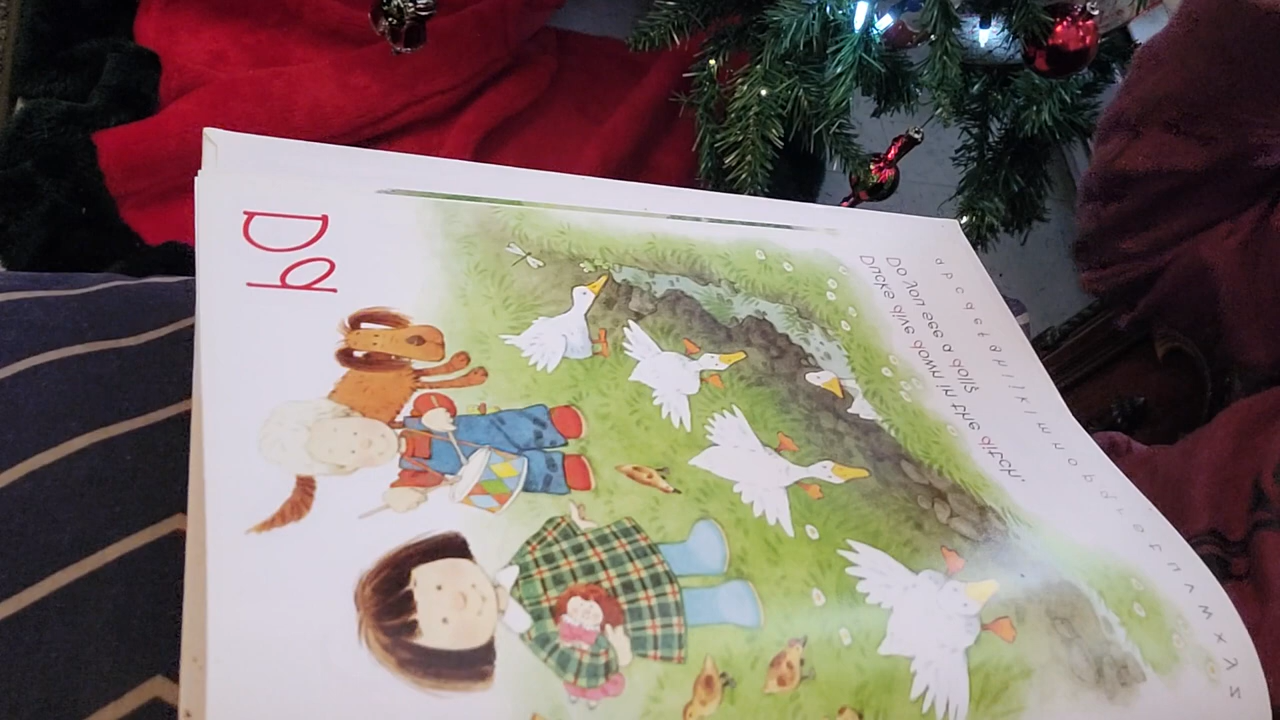 Dd
Ducks dive down in the ditch.
Do you see a doll?
a b c d e f g h i j k l m n o p q r s t u v w x y z